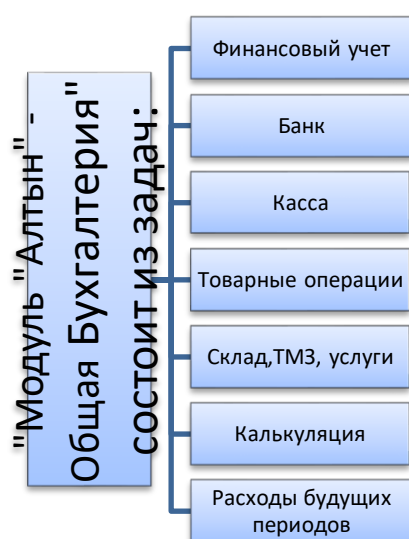 "Модуль "Алтын" -
Общая Бухгалтерия"
состоит из задач:
Финансовый учет
Банк
Касса
Товарные операции
Склад,ТМЗ, услуги
Калькуляция
Расходы будущих
периодов